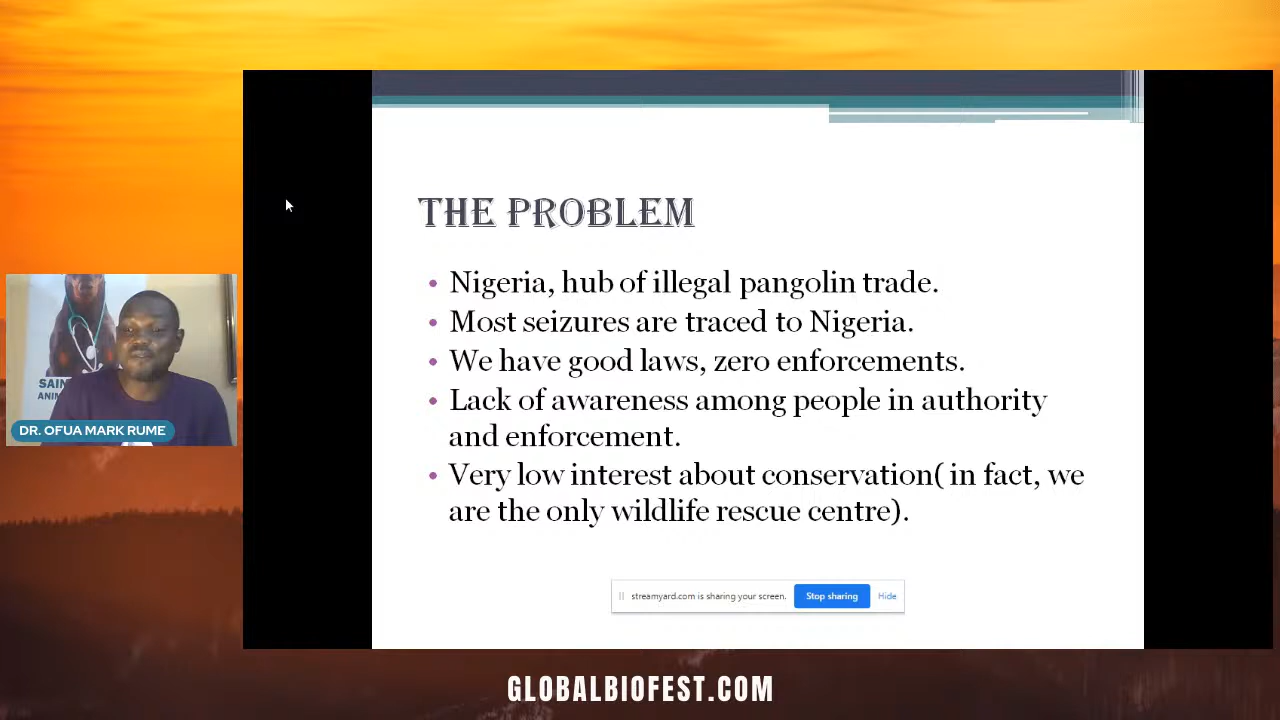 THE PROBLEM
• Nigeria, hub of illegal pangolin trade.
• Most seizures are traced to Nigeria.
• We have good laws, zero enforcements.
• Lack of awareness among people in authority
and enforcement.
• Very low interest about conservation( in fact, we
are the only wildlife rescue centre).
SAIN
ANIM
DR. OFUA MARK RUME
streamyard.com is sharing your screen.
Stop sharing
Hide
GLOBALBIOFEST.COM